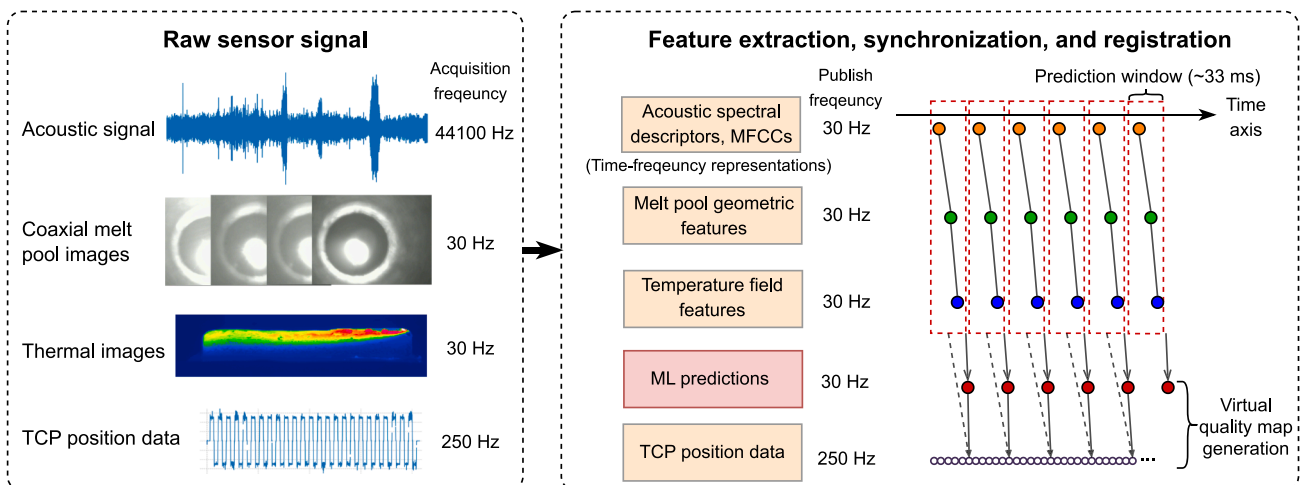 Raw sensor signal
Acquisition
freqeuncy
Acoustic signal
44100 Hz
Coaxial melt
pool images
30 Hz
Thermal images
30 Hz
TCP position data
250 Hz
Feature extraction, synchronization, and registration
Publish
freqeuncy
Prediction window (~33 ms)
Acoustic spectral
descriptors, MFCCs
30 Hz
Time
axis
(Time-freqeuncy representations)
Melt pool geometric
features
30 Hz
Temperature field
features
30 Hz
ML predictions
30 Hz
Virtual
quality map
generation
TCP position data
250 Hz
...